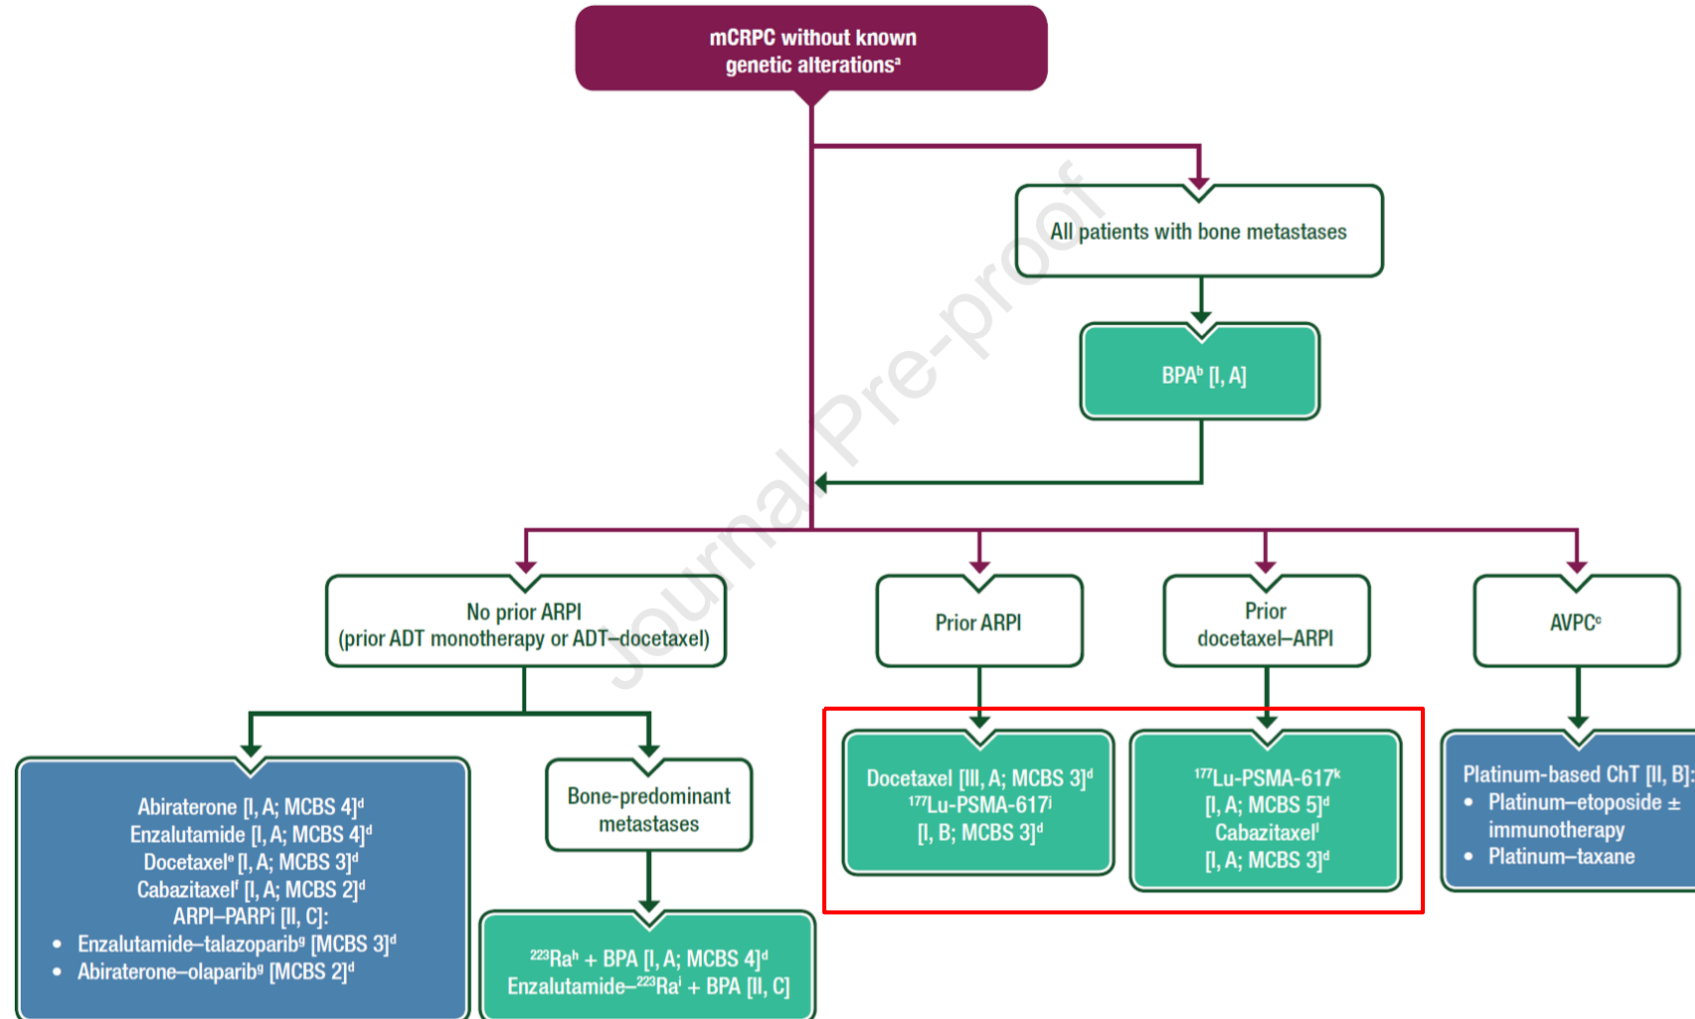 mCRPC without known
genetic alterationsᵃ
All patients with bone metastases
BPAᵇ [I, A]
Journal Pre-proof
No prior ARPI
(prior ADT monotherapy or ADT–docetaxel)
Prior ARPI
Prior
docetaxel–ARPI
AVPCᶜ
Abiraterone [I, A; MCBS 4]ᵈ
Enzalutamide [I, A; MCBS 4]ᵈ
Docetaxelᵉ [I, A; MCBS 3]ᵈ
Cabazitaxelᶠ [I, A; MCBS 2]ᵈ
ARPI–PARPi [II, C]:
• Enzalutamide–talazoparibᵍ [MCBS 3]ᵈ
• Abiraterone–olaparibᵍ [MCBS 2]ᵈ
Bone-predominant
metastases
²²³Raʰ + BPA [I, A; MCBS 4]ᵈ
Enzalutamide–²²³Raⁱ + BPA [II, C]
Docetaxel [III, A; MCBS 3]ᵈ
¹⁷⁷Lu-PSMA-617ʲ
[I, B; MCBS 3]ᵈ
¹⁷⁷Lu-PSMA-617ᵏ
[I, A; MCBS 5]ᵈ
Cabazitaxelˡ
[I, A; MCBS 3]ᵈ
Platinum-based ChT [II, B]:
• Platinum–etoposide ±
immunotherapy
• Platinum–taxane